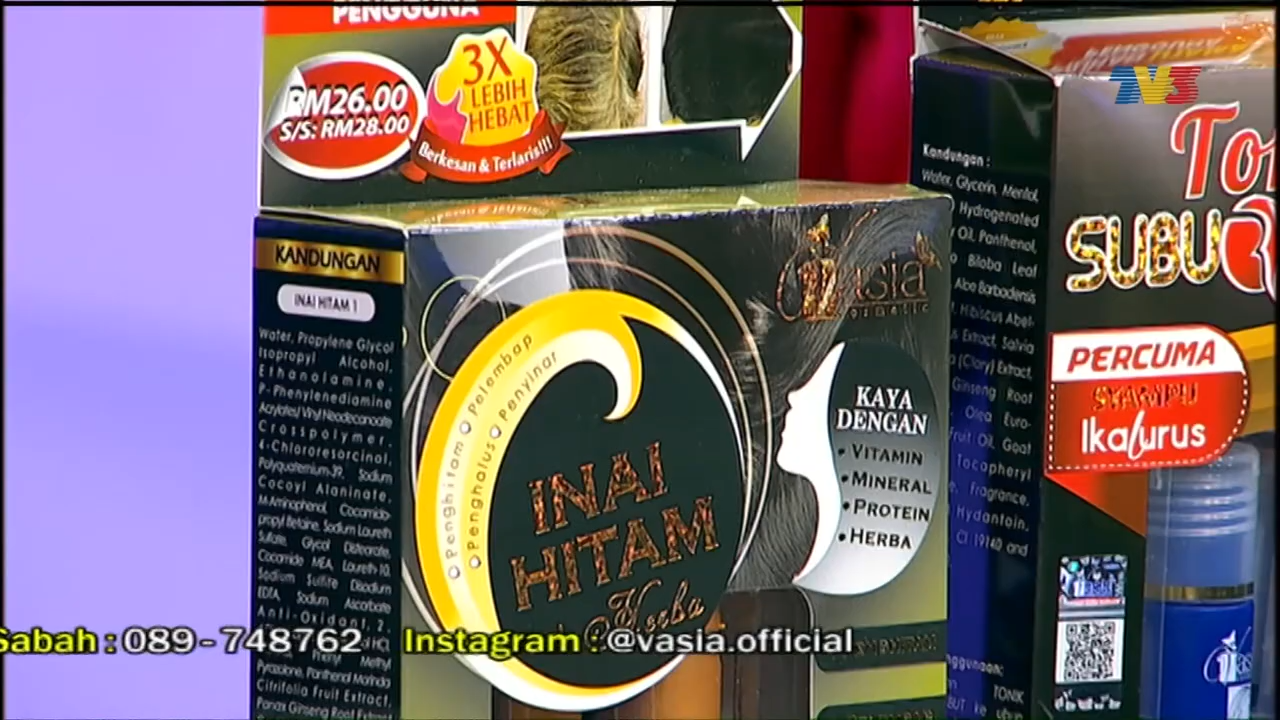 PENGGUNA
RM26.00
S/S: RM28.00
3X
LEBIH
HEBAT
Berkesan & Terlaris!!!
KANDUNGAN
INAI HITAM 1
Water, Propylene Glycol
Isopropyl Alcohol,
Ethanolamine,
P-Phenylenediamine
Acrylates/Vinyl Neodecanoate
Crosspolymer,
4-Chlororesorcinol,
Polyquaternium-39, Sodium
Cocoyl Alaninate,
M-Aminophenol, Cocamido-
propyl Betaine, Sodium Laureth
Sulfate, Glycol Distearate,
Cocamide MEA, Laureth-10,
Sodium Sulfite Disodium
EDTA, Sodium Ascorbate
Anti-Oxidant, 2,
Phenyl Methyl
Pyrazolone, Panthenol Morinda
Citrifolia Fruit Extract,
Panax Ginseng Root Extract
Penghitam Pelembap
Penghalus Penyinar
INAI
HITAM
Herba
Vasia
cosmetic
KAYA
DENGAN
• VITAMIN
• MINERAL
• PROTEIN
• HERBA
Kandungan :
Water, Glycerin, Mentol,
Hydrogenated
Oil, Panthenol,
Biloba Leaf
Aloe Barbadensis
Hibiscus Abel-
Extract, Salvia
(Clary) Extract,
Ginseng Root
Olea Euro-
Fruit Oil, Goat
Tocopheryl
Fragrance,
Hydantoin,
CI 19140 and
TONIK
TV3
To
SUBU
PERCUMA
SYAMPU
Ikalurus
Sabah : 089-748762 Instagram : @vasia.official